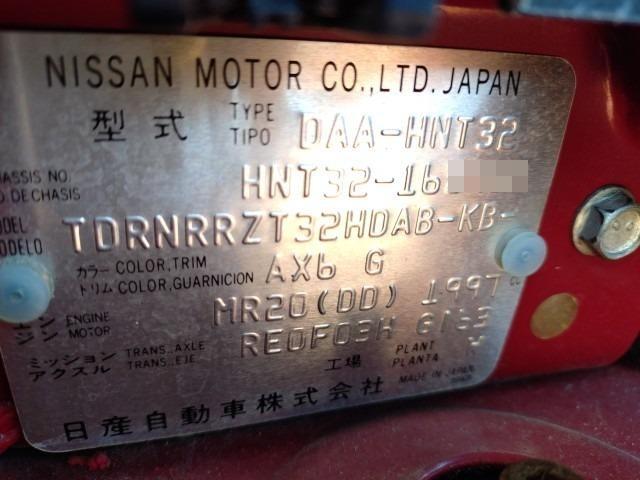 NISSAN MOTOR CO.,LTD. JAPAN
型式 TYPE TIPO DAA-HNT32
CHASSIS NO. HNT32-16
NO DE CHASIS
MODEL TDRNRRZT32HDAB-KB-
MODELO
カラー COLOR,TRIM AX6 G
トリム COLOR,GUARNICION
エンジン ENGINE MOTOR MR20(DD) 1997 cc
ミッション TRANS.,AXLE RE0F03H
アクスル TRANS.,EJE
工場 PLANT PLANTA
MADE IN JAPAN
日産自動車株式会社